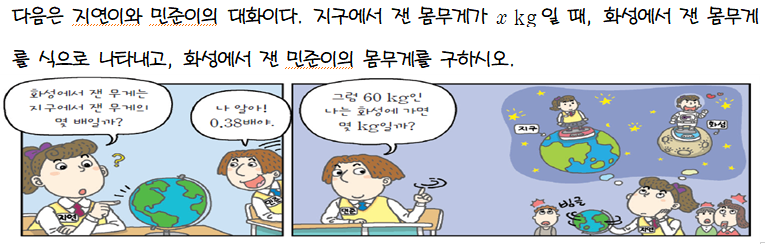 다음은 지연이와 민준이의 대화이다. 지구에서 잰 몸무게가 x kg일 때, 화성에서 잰 몸무게
를 식으로 나타내고, 화성에서 잰 민준이의 몸무게를 구하시오.
화성에서 잰 무게는
지구에서 잰 무게의
몇 배일까?
나 알아!
0.38배야.
그럼 60 kg인
나는 화성에 가면
몇 kg일까?
지구
화성
지연
민준
민준
빙글
지연